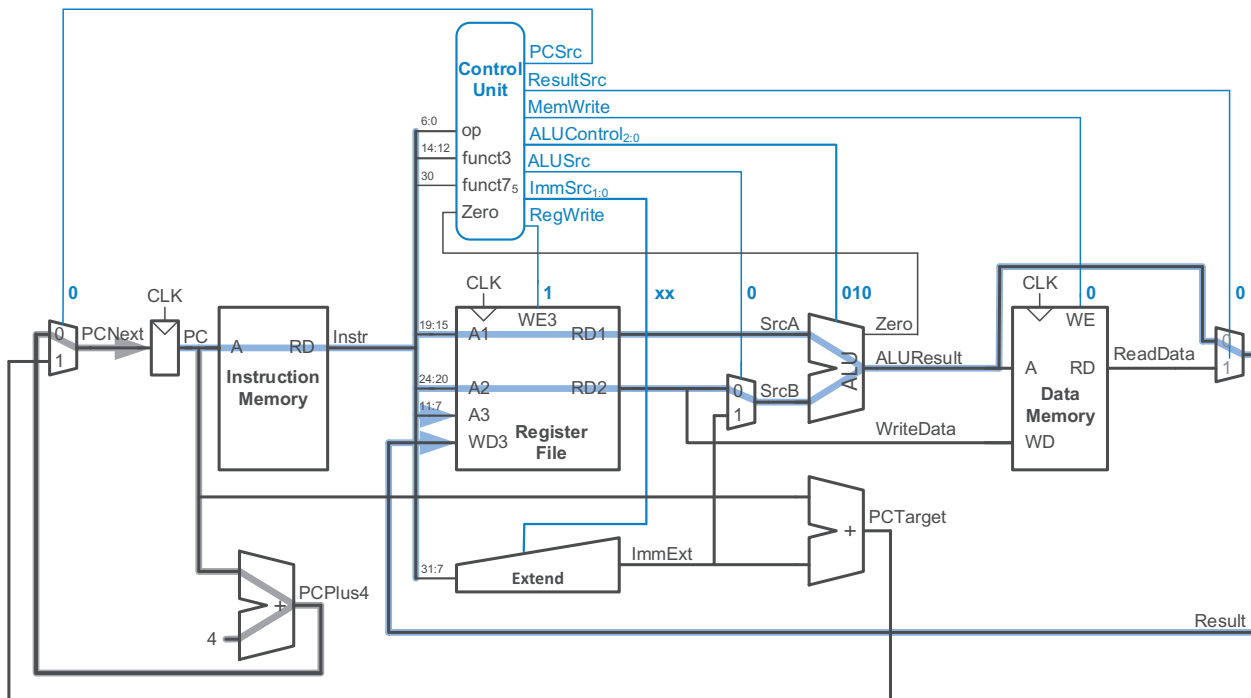 PCSrc
Control
Unit
ResultSrc
MemWrite
6:0
op
ALUControl2:0
14:12
funct3
ALUSrc
30
funct75
ImmSrc1:0
Zero
RegWrite
0
CLK
CLK
1
xx
0
010
CLK
0
0
PCNext
0
1
PC
A
RD
Instruction
Memory
Instr
19:15
A1
WE3
RD1
SrcA
Zero
WE
24:20
A2
RD2
0
1
SrcB
ALU
ALUResult
A
RD
ReadData
0
1
11:7
A3
WD3
Register
File
WriteData
Data
Memory
WD
PCTarget
+
ImmExt
31:7
Extend
PCPlus4
+
4
Result